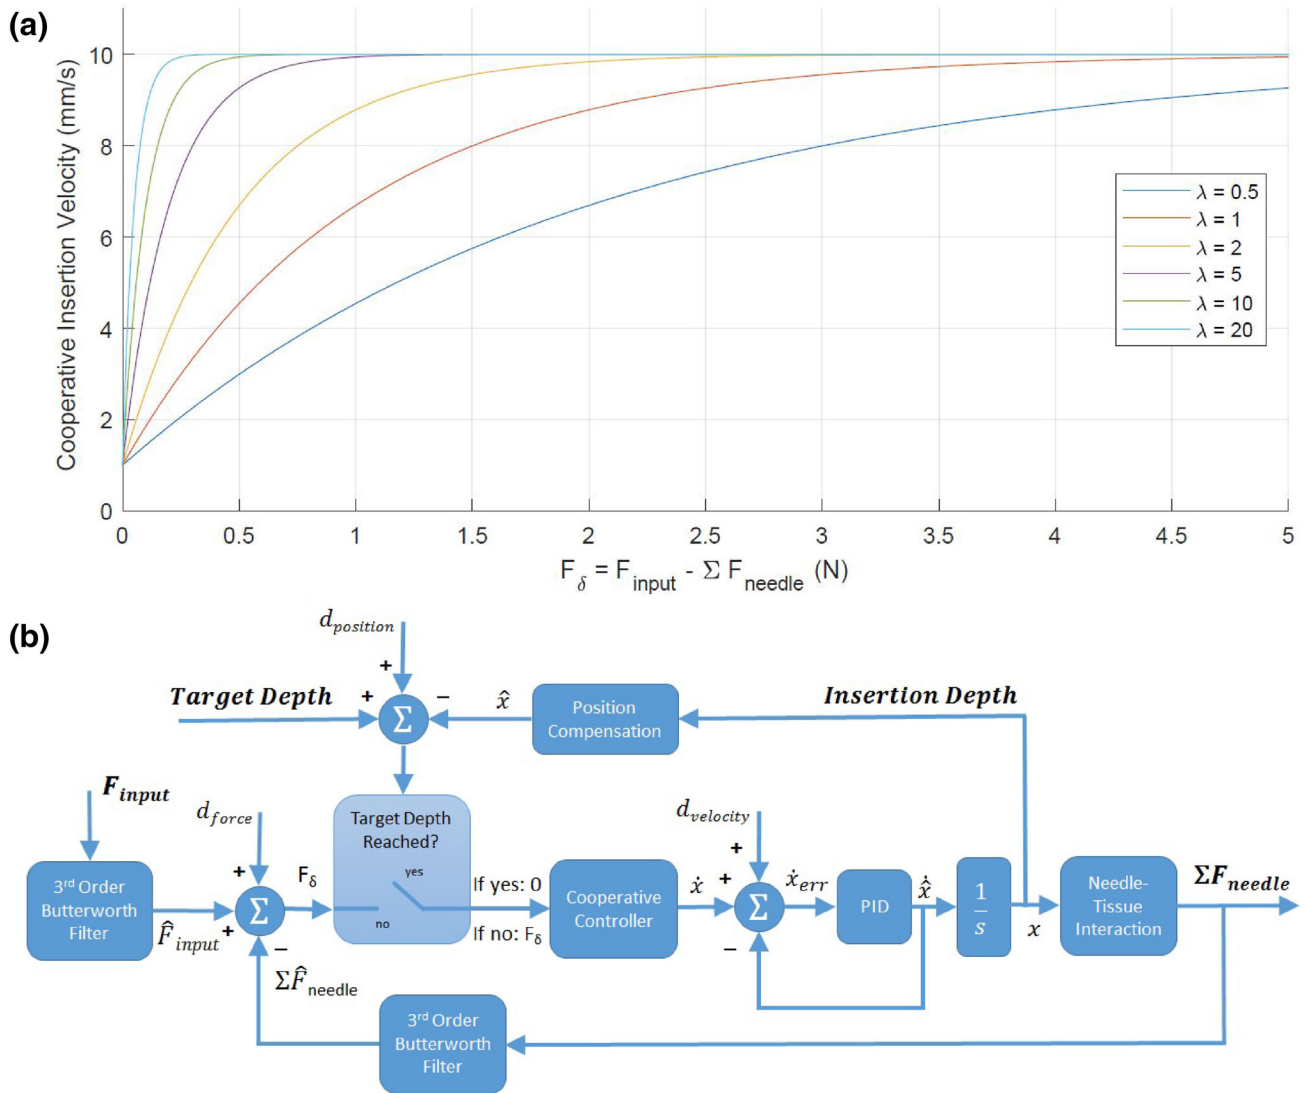 (a)
Cooperative Insertion Velocity (mm/s)
10
8
6
4
2
0
0 0.5 1 1.5 2 2.5 3 3.5 4 4.5 5
F_δ = F_input - Σ F_needle (N)
λ = 0.5
λ = 1
λ = 2
λ = 5
λ = 10
λ = 20
(b)
d_position
+
Target Depth + − x̂ Position Insertion Depth
Σ
Compensation
F_input
d_force
Target Depth
Reached?
yes
no
d_velocity
3rd Order
Butterworth
Filter
F̂_input
+
+
Σ
−
F_δ
If yes: 0
If no: F_δ
Cooperative
Controller
ẋ
+
+
Σ
−
ẋ_err
PID
ẋ̂
1
s
x
Needle-
Tissue
Interaction
ΣF_needle
ΣF̂_needle
3rd Order
Butterworth
Filter